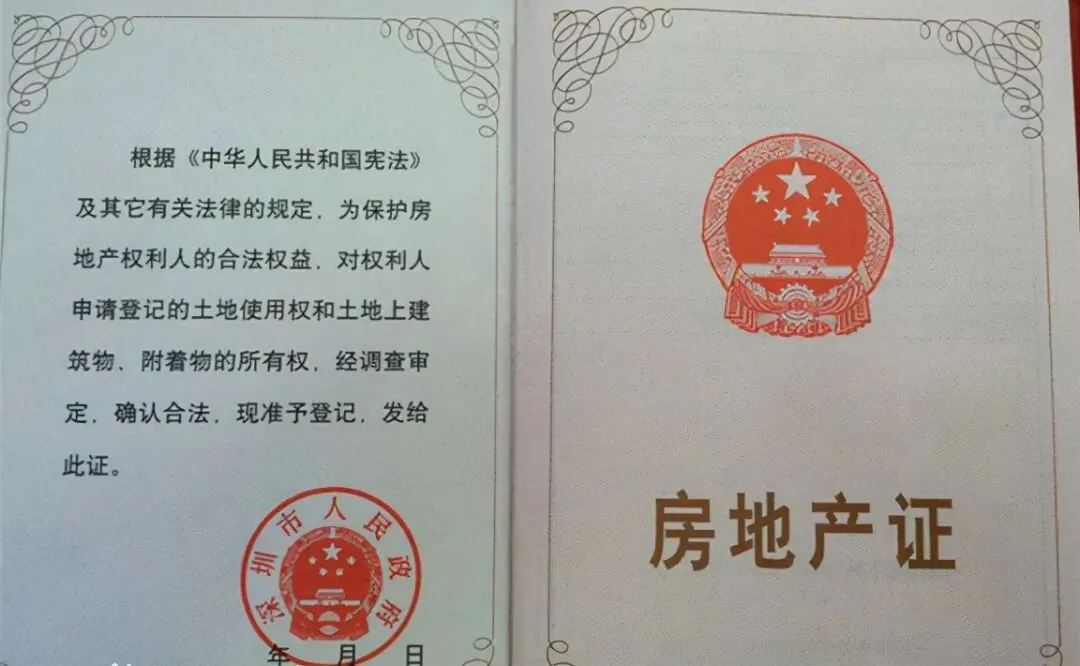 根据《中华人民共和国宪法》
及其它有关法律的规定，为保护房
地产权利人的合法权益，对权利人
申请登记的土地使用权和土地上建
筑物、附着物的所有权，经调查审
定，确认合法，现准予登记，发给
此证。
深圳市人民政府
年 月 日
房地产证